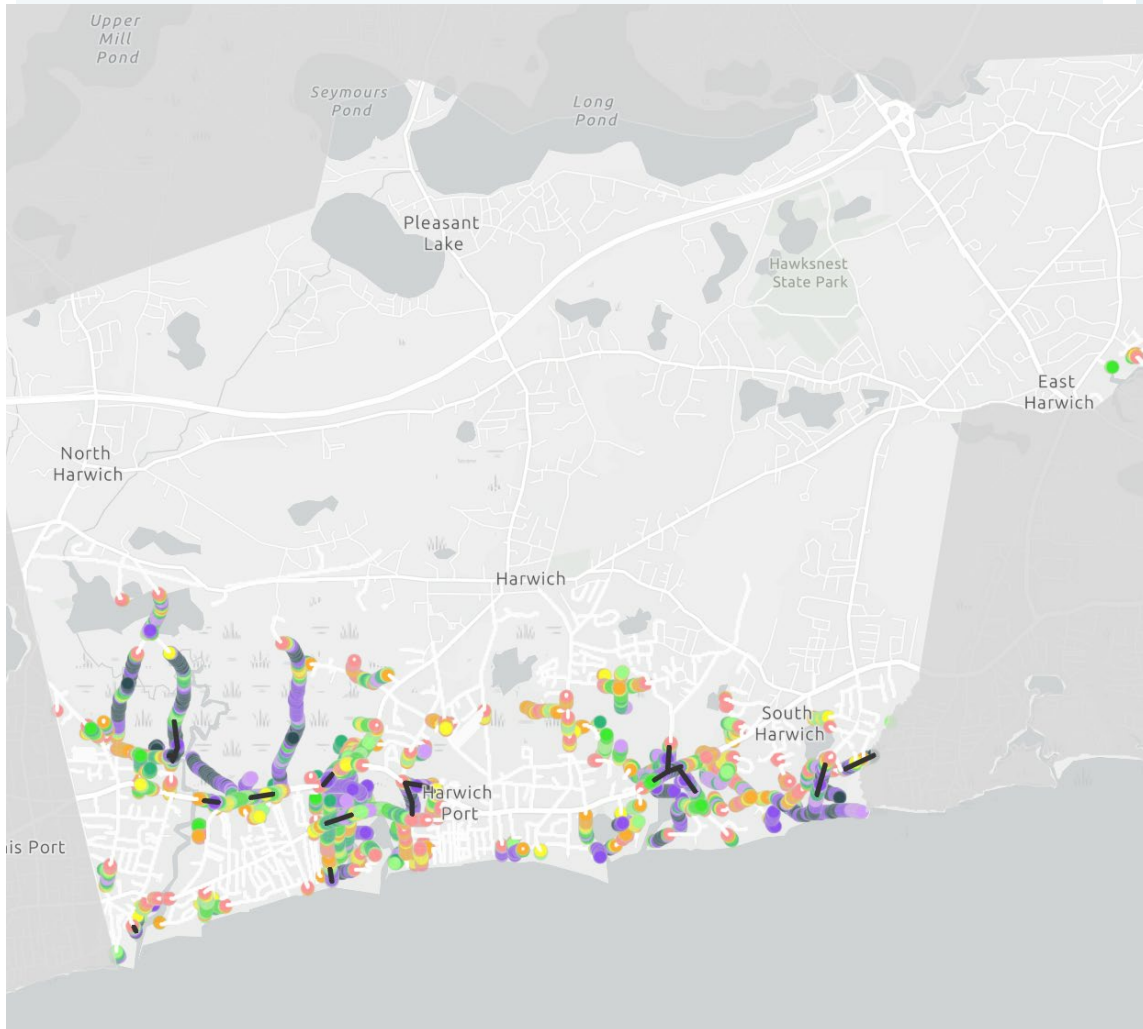 Upper
Mill
Pond
Seymours
Pond
Long
Pond
Pleasant
Lake
Hawksnest
State Park
East
Harwich
North
Harwich
Harwich
South
Harwich
Harwich
Port
nis Port